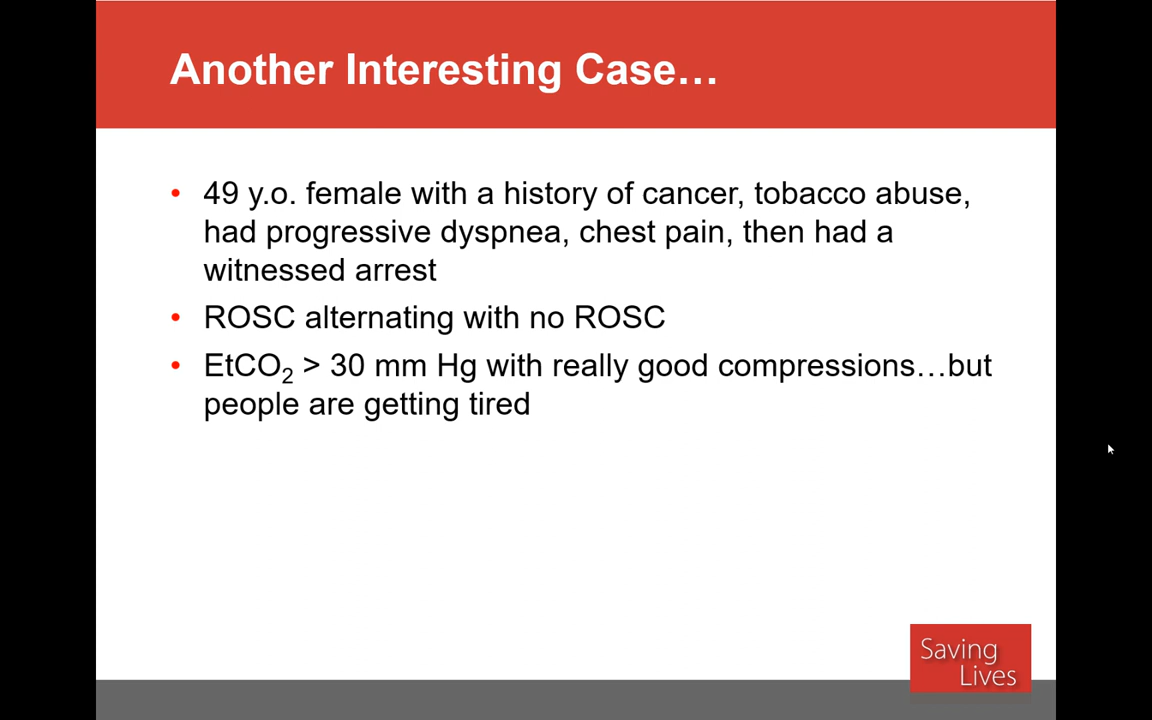 Another Interesting Case…
• 49 y.o. female with a history of cancer, tobacco abuse,
had progressive dyspnea, chest pain, then had a
witnessed arrest
• ROSC alternating with no ROSC
• EtCO₂ > 30 mm Hg with really good compressions…but
people are getting tired
Saving
Lives